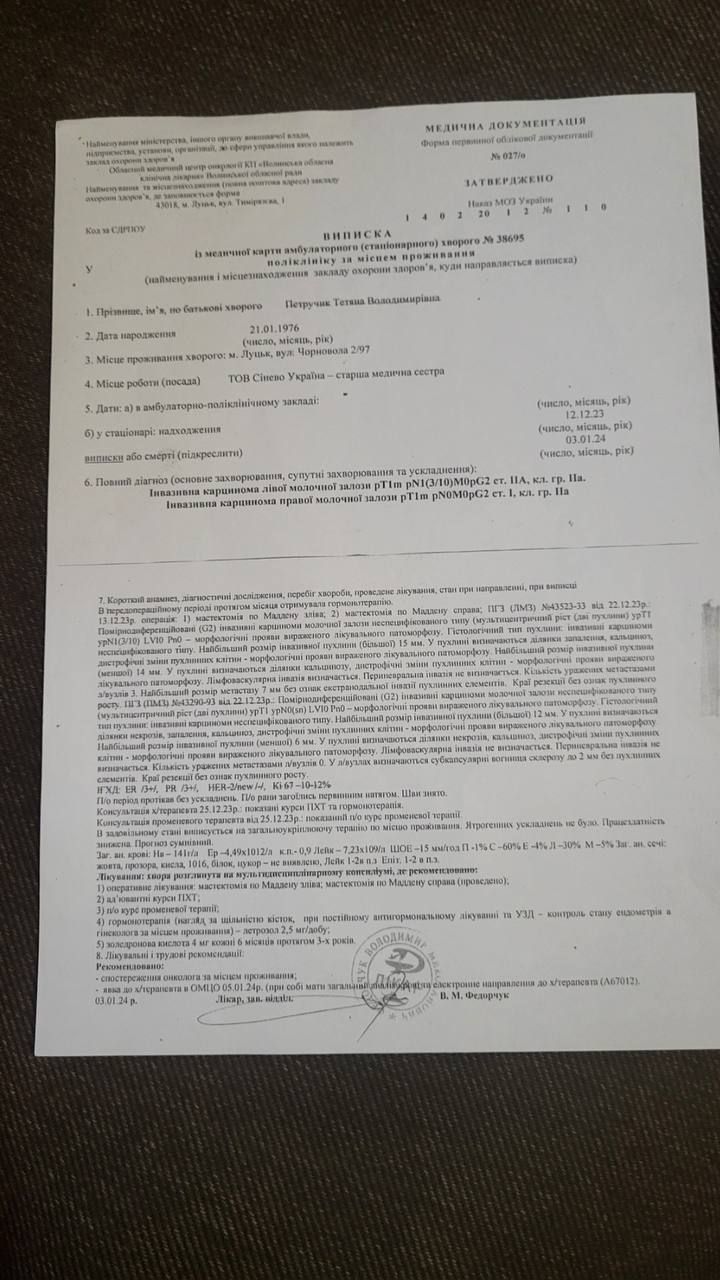 Найменування міністерства, іншого органу виконавчої влади,
підприємства, установи, організації, до сфери управління якого належить
заклад охорони здоров'я
Обласний медичний центр онкології КП «Волинська обласна
клінічна лікарня» Волинської обласної ради
Найменування та місцезнаходження (повна поштова адреса) закладу
охорони здоров'я, де заповнюється форма
43018, м. Луцьк, вул. Тимірязєва, 1
Код за ЄДРПОУ
МЕДИЧНА ДОКУМЕНТАЦІЯ
Форма первинної облікової документації
№ 027/о
ЗАТВЕРДЖЕНО
Наказ МОЗ України
1 4 0 2 20 1 2 № 1 1 0
ВИПИСКА
із медичної карти амбулаторного (стаціонарного) хворого № 38695
У поліклініку за місцем проживання
(найменування і місцезнаходження закладу охорони здоров'я, куди направляється виписка)
1. Прізвище, ім'я, по батькові хворого Петручик Тетяна Володимирівна
2. Дата народження 21.01.1976
(число, місяць, рік)
3. Місце проживання хворого: м. Луцьк, вул. Чорновола 2/97
4. Місце роботи (посада) ТОВ Сінево Україна – старша медична сестра
5. Дати: а) в амбулаторно-поліклінічному закладі:
(число, місяць, рік)
б) у стаціонарі: надходження 12.12.23
(число, місяць, рік)
виписки або смерті (підкреслити) 03.01.24
(число, місяць, рік)
6. Повний діагноз (основне захворювання, супутні захворювання та ускладнення):
Інвазивна карцинома лівої молочної залози pT1m pN1(3/10)M0pG2 ст. IIА, кл. гр. IIа.
Інвазивна карцинома правої молочної залози pT1m pN0M0pG2 ст. I, кл. гр. IIа
7. Короткий анамнез, діагностичні дослідження, перебіг хвороби, проведене лікування, стан при направленні, при виписці
В передопераційному періоді протягом місяця отримувала гормонотерапію.
13.12.23р. операція: 1) мастектомія по Маддену зліва; 2) мастектомія по Маддену справа; ПГЗ (ЛМЗ) №43523-33 від 22.12.23р.:
Помірнодиференційовані (G2) інвазивні карциноми молочної залози неспецифікованого типу (мультицентричний ріст (дві пухлини) ypT1
ypN1(3/10) LVI0 Pn0 – морфологічні прояви вираженого лікувального патоморфозу. Гістологічний тип пухлини: інвазивні карциноми
неспецифікованого типу. Найбільший розмір інвазивної пухлини (більшої) 15 мм. У пухлині визначаються ділянки запалення, кальциноз,
дистрофічні зміни пухлинних клітин - морфологічні прояви вираженого лікувального патоморфозу. Найбільший розмір інвазивної пухлини
(меншої) 14 мм. У пухлині визначаються ділянки кальцинозу, дистрофічні зміни пухлинних клітин - морфологічні прояви вираженого
лікувального патоморфозу. Лімфоваскулярна інвазія визначається. Периневральна інвазія не визначається. Кількість уражених метастазами
л/вузлів 3. Найбільший розмір метастазу 7 мм без ознак екстранодальної інвазії пухлинних елементів. Краї резекції без ознак пухлинного
росту. ПГЗ (ПМЗ) №43290-93 від 22.12.23р.: Помірнодиференційовані (G2) інвазивні карциноми молочної залози неспецифікованого типу
(мультицентричний ріст (дві пухлини) ypT1 ypN0(sn) LVI0 Pn0 – морфологічні прояви вираженого лікувального патоморфозу. Гістологічний
тип пухлини: інвазивні карциноми неспецифікованого типу. Найбільший розмір інвазивної пухлини (більшої) 12 мм. У пухлині визначаються
ділянки некрозів, запалення, кальциноз, дистрофічні зміни пухлинних клітин - морфологічні прояви вираженого лікувального патоморфозу.
Найбільший розмір інвазивної пухлини (меншої) 6 мм. У пухлині визначаються ділянки некрозів, кальциноз, дистрофічні зміни пухлинних
клітин - морфологічні прояви вираженого лікувального патоморфозу. Лімфоваскулярна інвазія не визначається. Периневральна інвазія не
визначається. Кількість уражених метастазами л/вузлів 0. У л/вузлах визначаються субкапсулярні вогнища склерозу до 2 мм без пухлинних
елементів. Краї резекції без ознак пухлинного росту.
ІГХД: ER /3+/, PR /3+/, HER-2/new /-/, Ki 67 –10-12%
П/о період протікав без ускладнень. П/о рани загоїлись первинним натягом. Шви знято.
Консультація х/терапевта 25.12.23р.: показані курси ПХТ та гормонотерапія.
Консультація променевого терапевта від 25.12.23р.: показаний п/о курс променевої терапії.
В задовільному стані виписується на загальноукріплюючу терапію по місцю проживання. Ятрогенних ускладнень не було. Працездатність
знижена. Прогноз сумнівний.
Заг. ан. крові: Нв – 141г/л Ер –4,49х1012/л к.п.- 0,9 Лейк – 7,23х109/л ШОЕ –15 мм/год П -1% С –60% Е -4% Л –30% М –5% Заг. ан. сечі:
жовта, прозора, кисла, 1016, білок, цукор – не виявлено, Лейк 1-2в п.з Епіт. 1-2 в п.з.
Лікування: хвора розглянута на мультидисциплінарному консиліумі, де рекомендовано:
1) оперативне лікування: мастектомія по Маддену зліва; мастектомія по Маддену справа (проведено);
2) ад'ювантні курси ПХТ;
3) п/о курс променевої терапії;
4) гормонотерапія (нагляд за щільністю кісток, при постійному антигормональному лікуванні та УЗД – контроль стану ендометрія в
гінеколога за місцем проживання) – летрозол 2,5 мг/добу;
5) золедронова кислота 4 мг кожні 6 місяців протягом 3-х років.
8. Лікувальні і трудові рекомендації:
Рекомендовано:
- спостереження онколога за місцем проживання;
- явка до х/терапевта в ОМЦО 05.01.24р. (при собі мати загальний електронне направлення до х/терапевта (А67012).
03.01.24 р. Лікар, зав. відділ. В. М. Федорчук